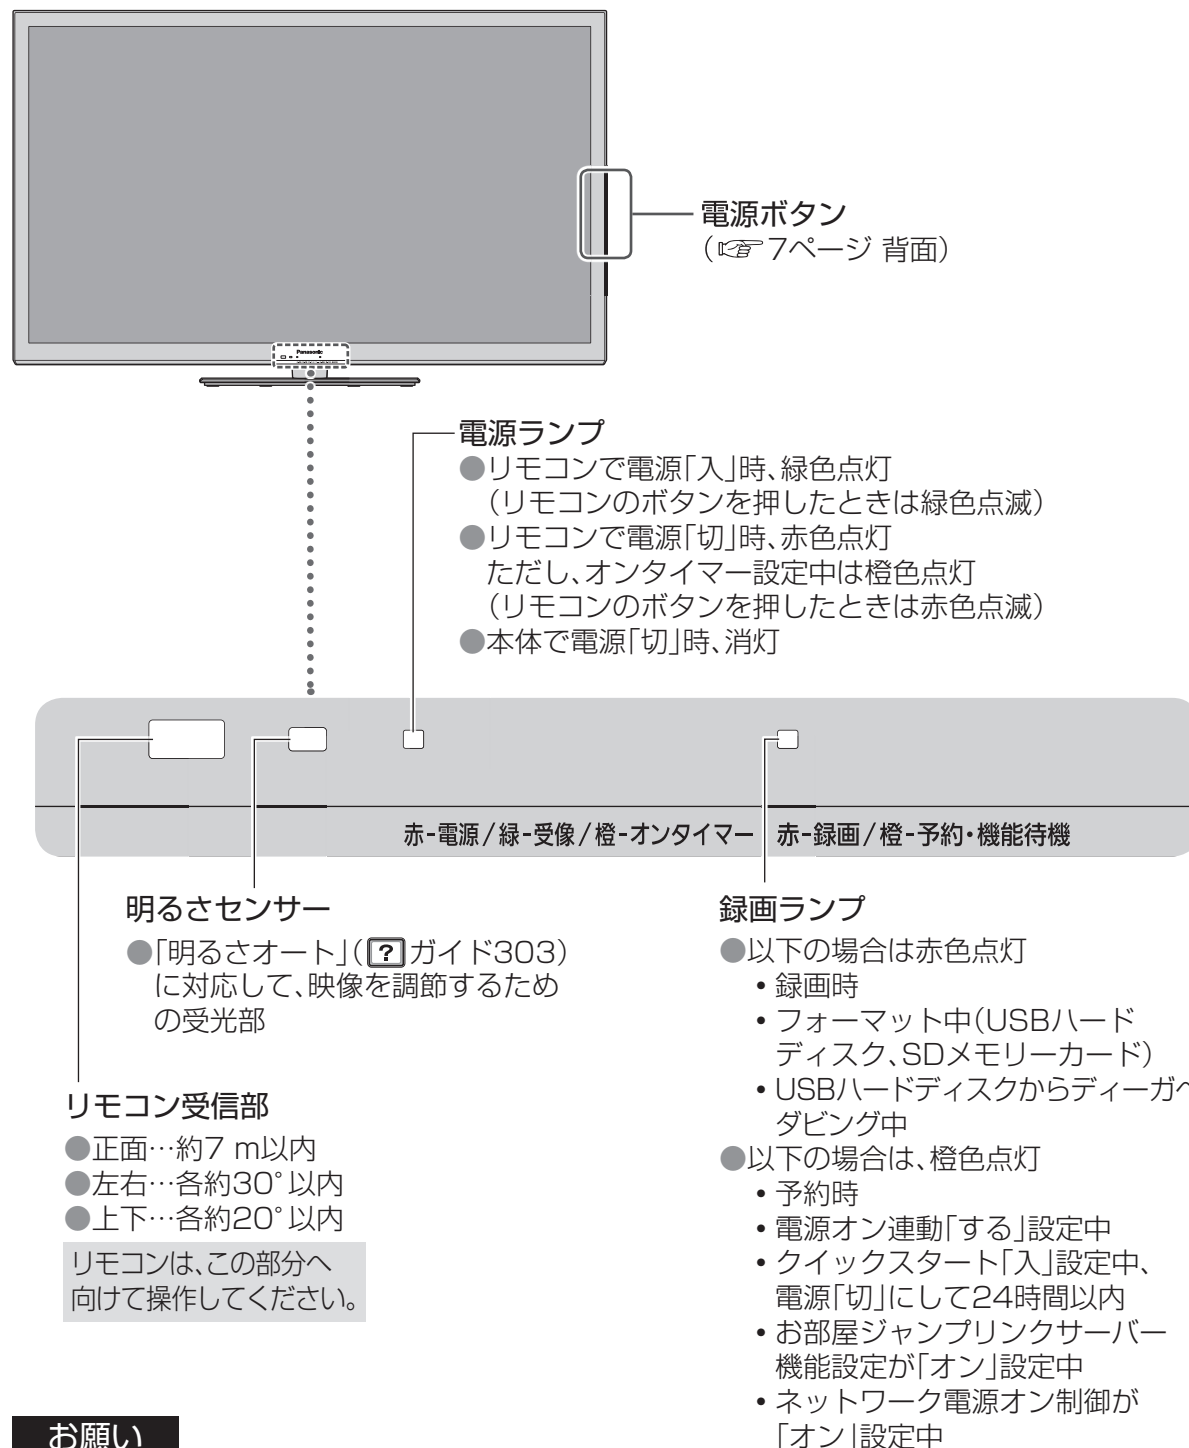 電源ボタン
(☞7ページ 背面)
Panasonic
電源ランプ
●リモコンで電源「入」時、緑色点灯
(リモコンのボタンを押したときは緑色点滅)
●リモコンで電源「切」時、赤色点灯
ただし、オンタイマー設定中は橙色点灯
(リモコンのボタンを押したときは赤色点滅)
●本体で電源「切」時、消灯
赤-電源/緑-受像/橙-オンタイマー 赤-録画/橙-予約・機能待機
明るさセンサー
●「明るさオート」(?ガイド303)
に対応して、映像を調節するため
の受光部
リモコン受信部
●正面…約7 m以内
●左右…各約30°以内
●上下…各約20°以内
リモコンは、この部分へ
向けて操作してください。
録画ランプ
●以下の場合は赤色点灯
・録画時
・フォーマット中(USBハード
ディスク、SDメモリーカード)
・USBハードディスクからディーガへ
ダビング中
●以下の場合は、橙色点灯
・予約時
・電源オン連動「する」設定中
・クイックスタート「入」設定中、
電源「切」にして24時間以内
・お部屋ジャンプリンクサーバー
機能設定が「オン」設定中
・ネットワーク電源オン制御が
「オン」設定中
お願い